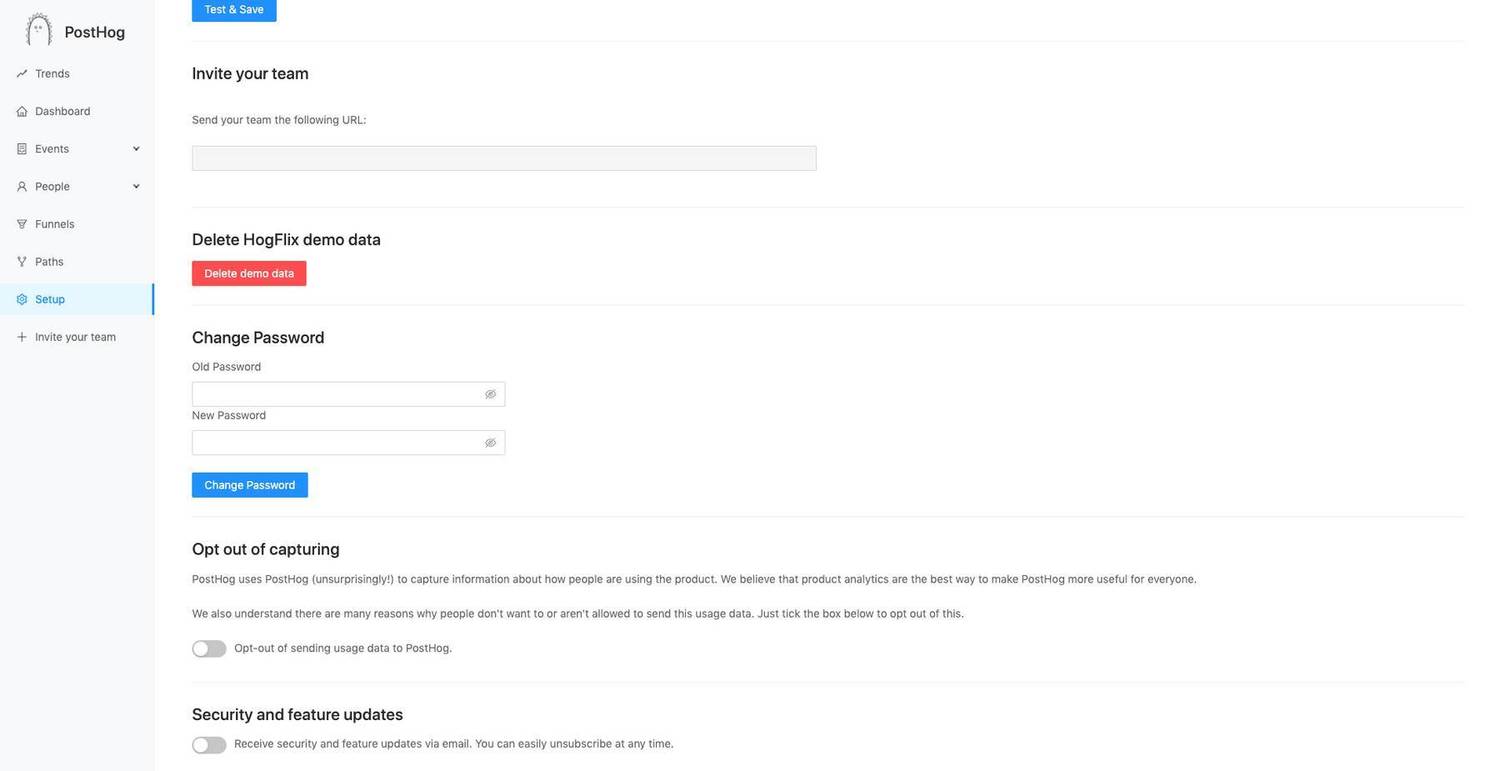 PostHog
Trends
Dashboard
Events
People
Funnels
Paths
Setup
Invite your team
Test & Save
Invite your team
Send your team the following URL:
Delete HogFlix demo data
Delete demo data
Change Password
Old Password
New Password
Change Password
Opt out of capturing
PostHog uses PostHog (unsurprisingly!) to capture information about how people are using the product. We believe that product analytics are the best way to make PostHog more useful for everyone.
We also understand there are many reasons why people don't want to or aren't allowed to send this usage data. Just tick the box below to opt out of this.
Opt-out of sending usage data to PostHog.
Security and feature updates
Receive security and feature updates via email. You can easily unsubscribe at any time.